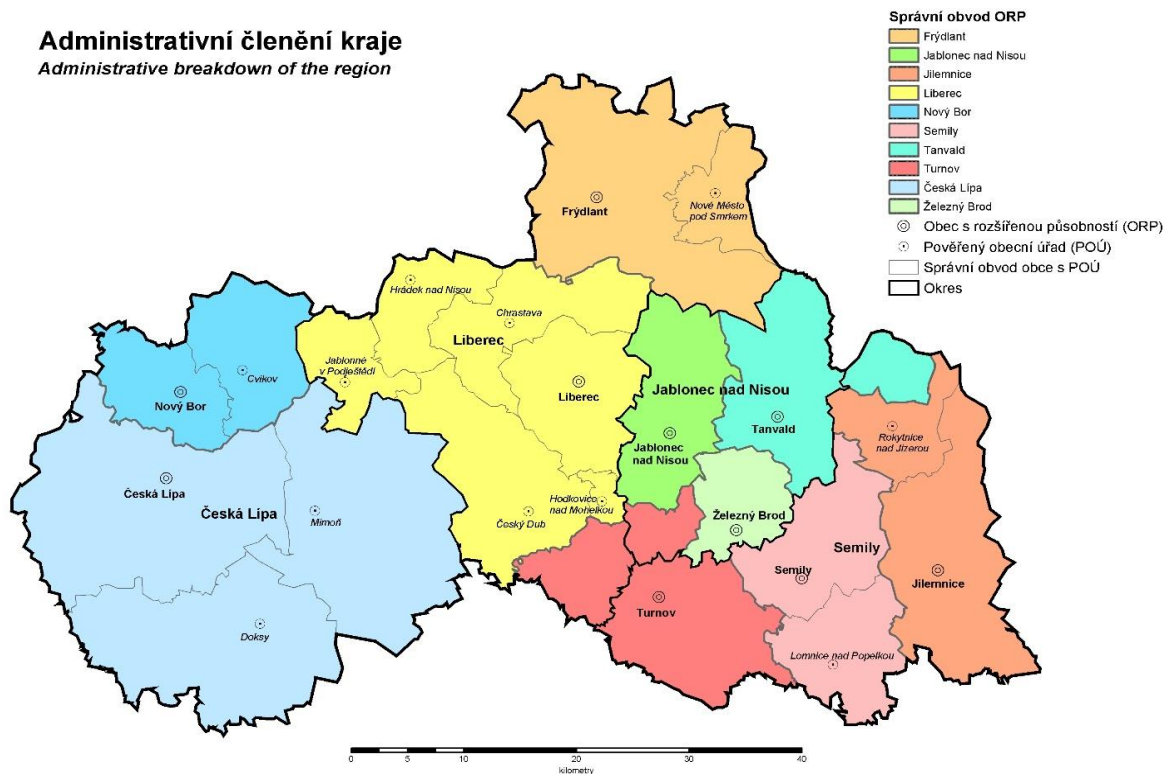 Administrativní členění kraje
Administrative breakdown of the region
Správní obvod ORP
Frýdlant
Jablonec nad Nisou
Jilemnice
Liberec
Nový Bor
Semily
Tanvald
Turnov
Česká Lípa
Železný Brod
Obec s rozšířenou působností (ORP)
Pověřený obecní úřad (POÚ)
Správní obvod obce s POÚ
Okres
Frýdlant
Nové Město
pod Smrkem
Hrádek nad Nisou
Chrastava
Liberec
Jablonné
v Podještědí
Cvikov
Nový Bor
Liberec
Jablonec nad Nisou
Tanvald
Rokytnice
nad Jizerou
Jablonec
nad Nisou
Česká Lípa
Česká Lípa
Mimoň
Hodkovice
nad Mohelkou
Český Dub
Železný Brod
Semily
Semily
Jilemnice
Turnov
Doksy
Lomnice nad Popelkou
0 5 10 20 30 40
kilometry